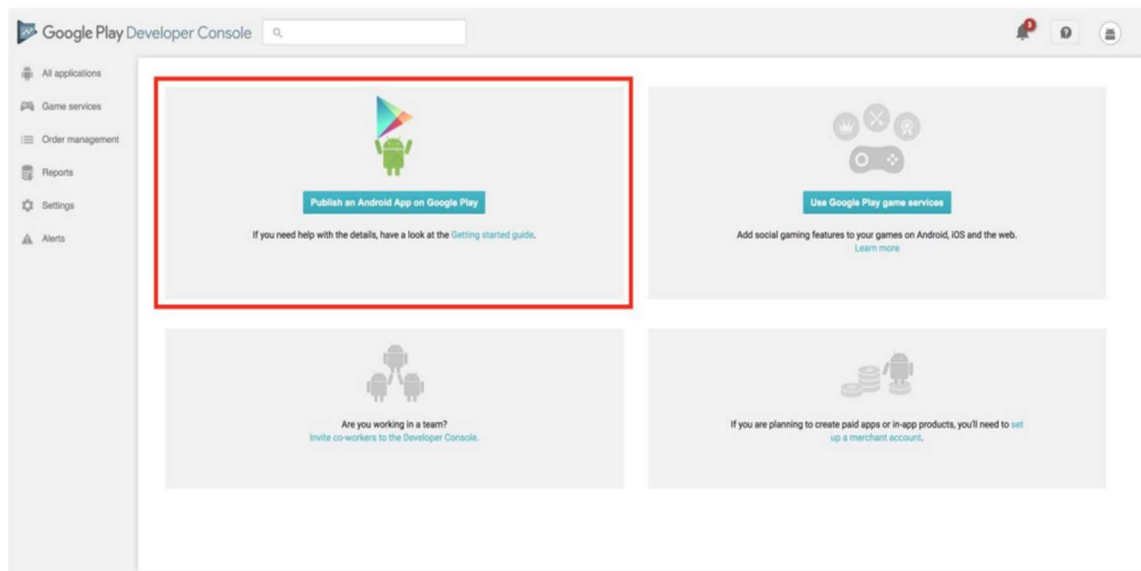 Google Play Developer Console
3
All applications
Game services
Order management
Reports
Settings
Alerts
Publish an Android App on Google Play
If you need help with the details, have a look at the Getting started guide.
Use Google Play game services
Add social gaming features to your games on Android, iOS and the web.
Learn more
Are you working in a team?
Invite co-workers to the Developer Console.
If you are planning to create paid apps or in-app products, you'll need to set
up a merchant account.